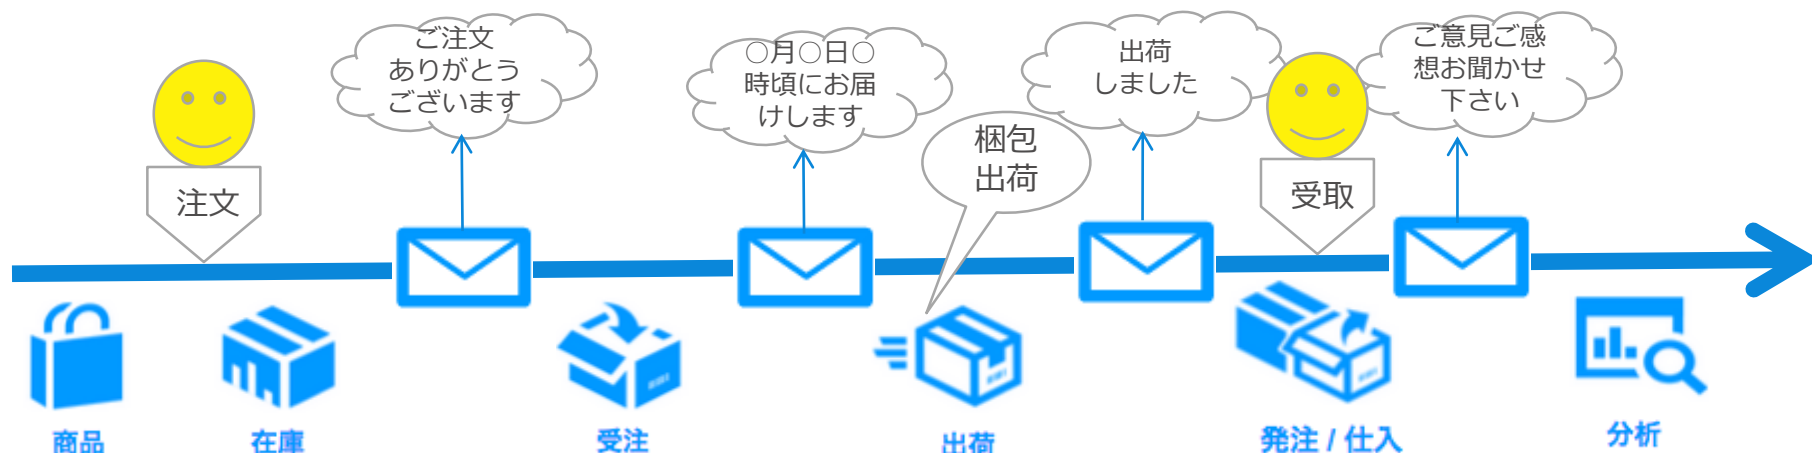 ご注文
ありがとう
ございます
○月○日○
時頃にお届
けします
出荷
しました
ご意見ご感
想お聞かせ
下さい
注文
梱包
出荷
受取
商品
在庫
受注
出荷
発注 / 仕入
分析